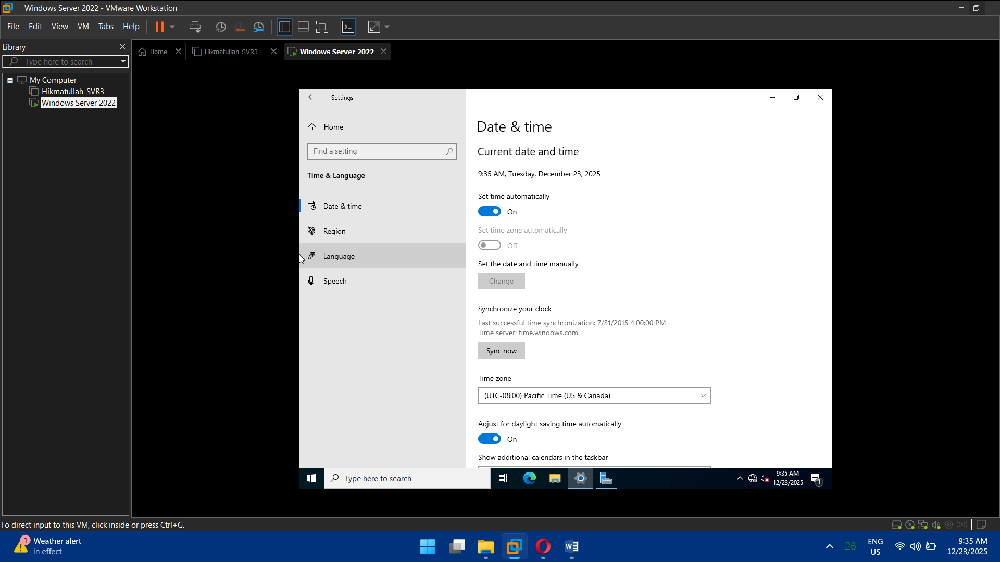 Windows Server 2022 - VMware Workstation
File Edit View VM Tabs Help
Library
Type here to search
My Computer
Hikmatullah-SVR3
Windows Server 2022
Home Hikmatullah-SVR3 Windows Server 2022
Settings
Home
Find a setting
Time & Language
Date & time
Region
Language
Speech
Date & time
Current date and time
9:35 AM, Tuesday, December 23, 2025
Set time automatically
On
Set time zone automatically
Off
Set the date and time manually
Change
Synchronize your clock
Last successful time synchronization: 7/31/2015 4:00:00 PM
Time server: time.windows.com
Sync now
Time zone
(UTC-08:00) Pacific Time (US & Canada)
Adjust for daylight saving time automatically
On
Show additional calendars in the taskbar
Type here to search
9:35 AM
12/23/2025
1
To direct input to this VM, click inside or press Ctrl+G.
1
Weather alert
In effect
26
ENG
US
9:35 AM
12/23/2025